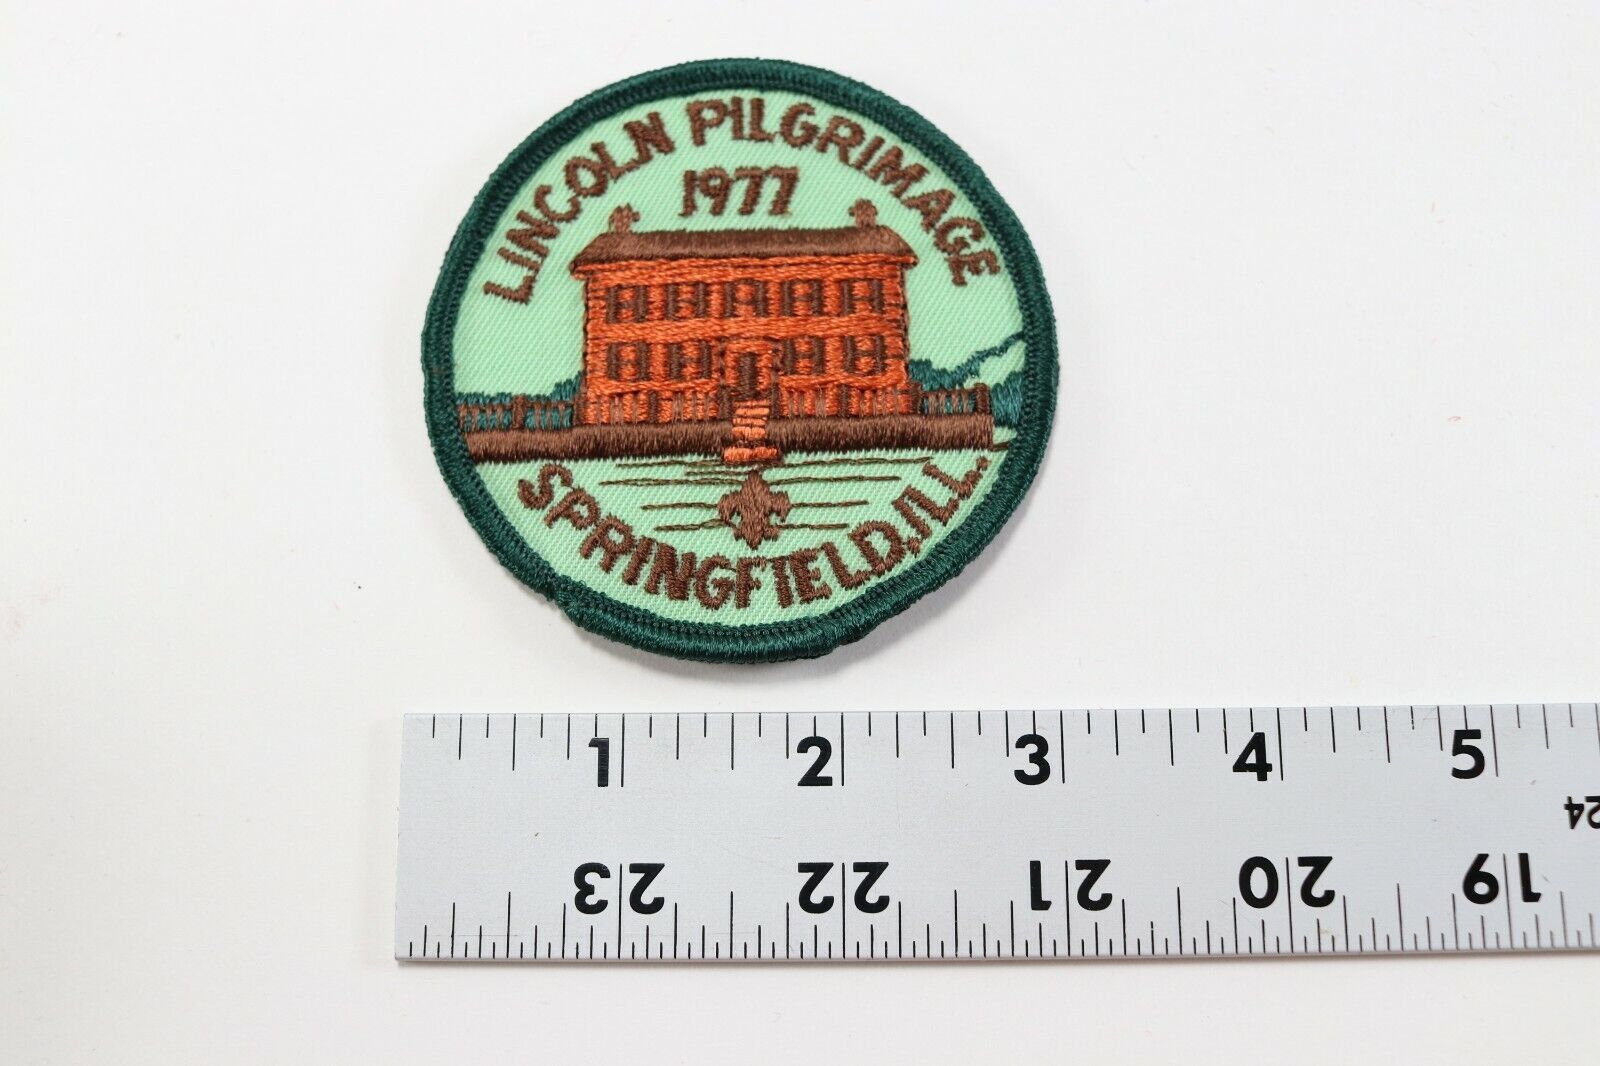 LINCOLN PILGRIMAGE
1977
SPRINGFIELD, ILL.
1 2 3 4 5
24
23 22 21 20 19